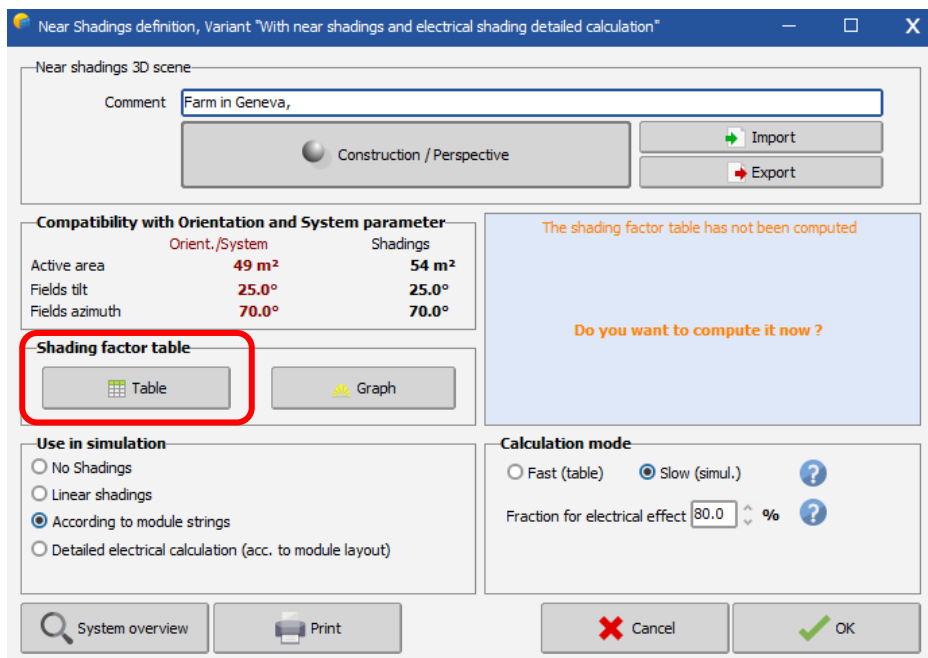 Near Shadings definition, Variant "With near shadings and electrical shading detailed calculation"
Near shadings 3D scene
Comment Farm in Geneva,
Construction / Perspective
Import
Export
Compatibility with Orientation and System parameter
Orient./System Shadings
Active area 49 m² 54 m²
Fields tilt 25.0° 25.0°
Fields azimuth 70.0° 70.0°
The shading factor table has not been computed
Do you want to compute it now ?
Shading factor table
Table Graph
Use in simulation
No Shadings
Linear shadings
According to module strings
Detailed electrical calculation (acc. to module layout)
Calculation mode
Fast (table) Slow (simul.) ?
Fraction for electrical effect 80.0 % ?
System overview Print Cancel OK